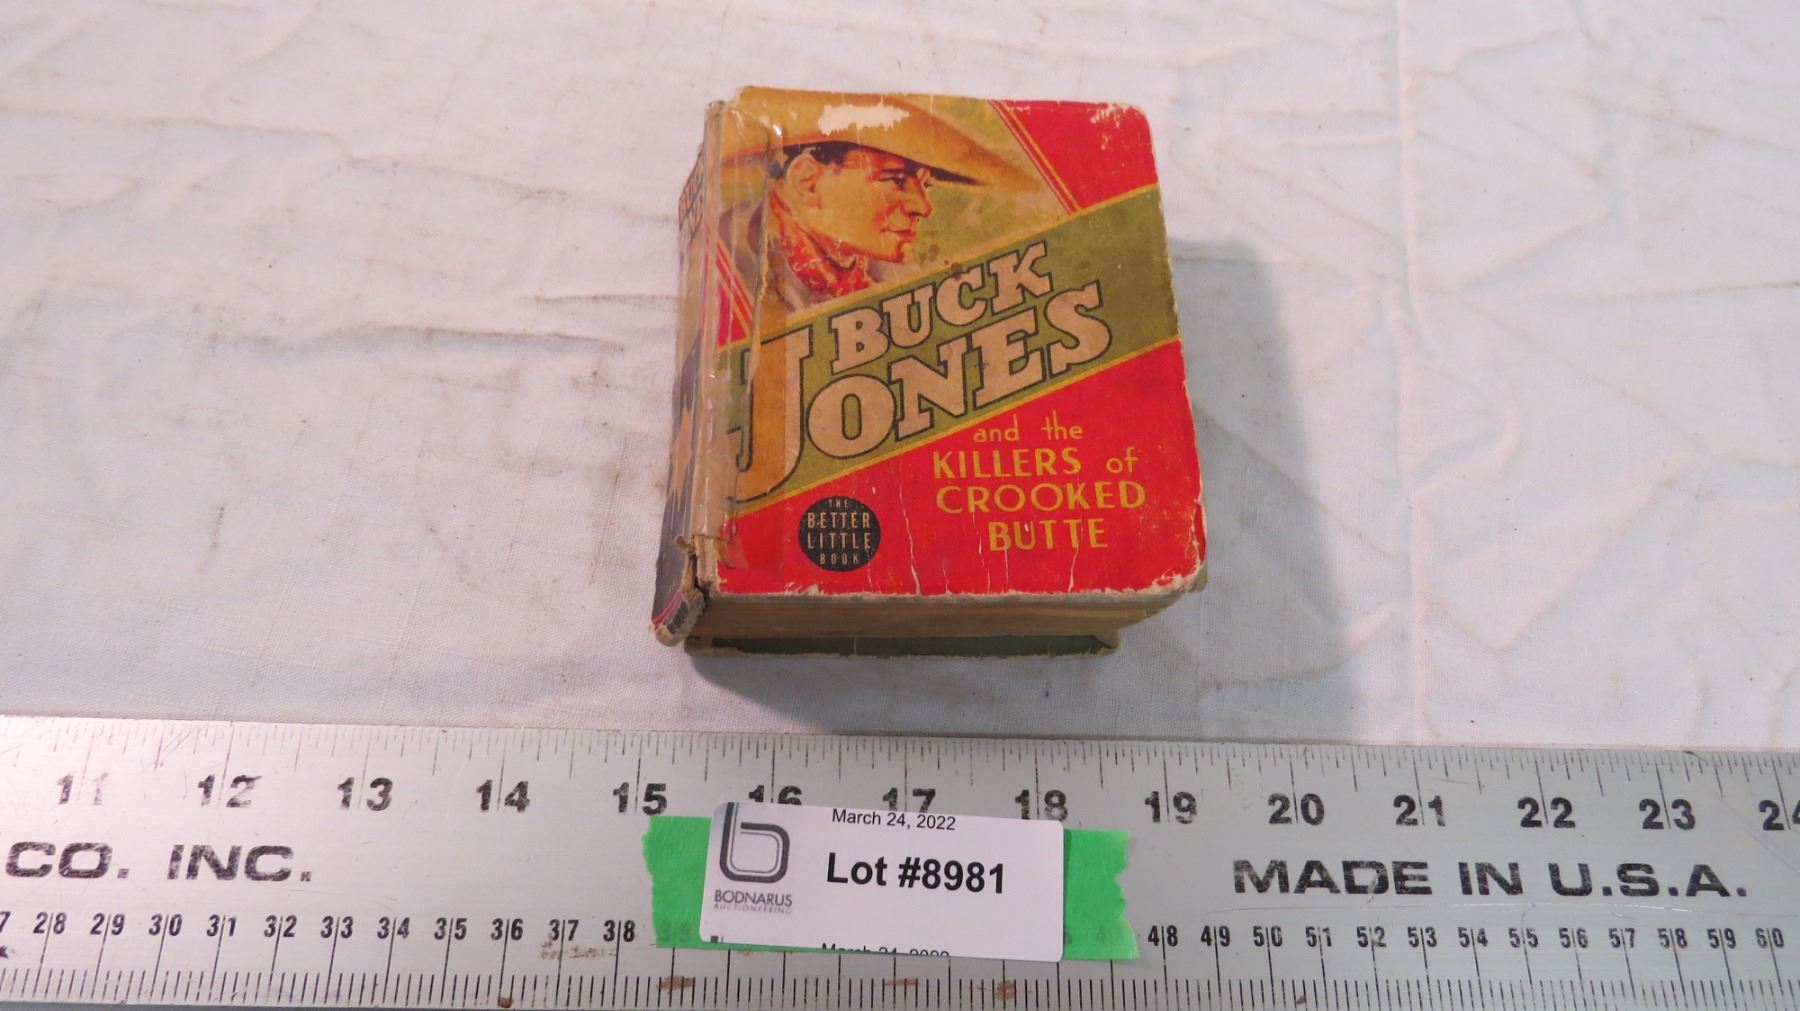 BUCK
JONES
and the
KILLERS of
CROOKED
BUTTE
THE
BETTER
LITTLE
BOOK
11 12 13 14 15 16 17 18 19 20 21 22 23
CO. INC.
MADE IN U.S.A.
March 24, 2022
Lot #8981
BODNARUS
AUCTIONEERING
March 24, 2022
28 29 30 31 32 33 34 35 36 37 38 48 49 50 51 52 53 54 55 56 57 58 59 60